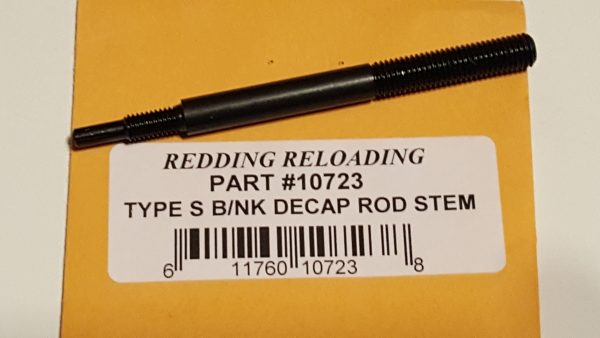 REDDING RELOADING
PART #10723
TYPE S B/NK DECAP ROD STEM
6 11760 10723 8